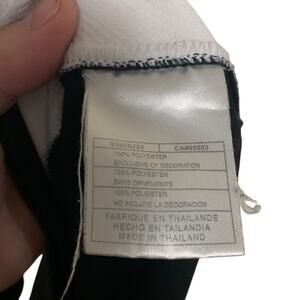 RN#56323 CA#05553
100% POLYESTER
EXCLUSIVE OF DECORATION
100% POLYESTER
SANS ORNEMENTS
100% POLIESTER
NO INCLUYE LA DECORACION
FABRIQUE EN THAILANDE
HECHO EN TAILANDIA
MADE IN THAILAND